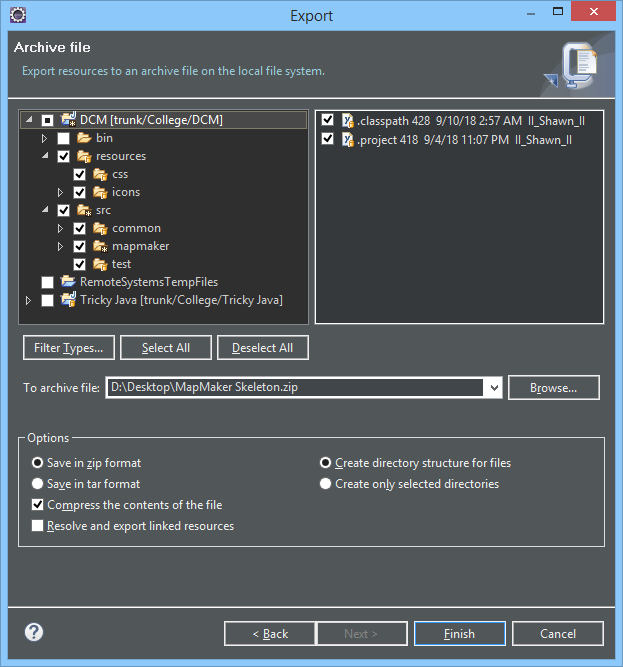 Export
Archive file
Export resources to an archive file on the local file system.
DCM [trunk/College/DCM]
bin
resources
css
icons
src
common
mapmaker
test
RemoteSystemsTempFiles
Tricky Java [trunk/College/Tricky Java]
.classpath 428 9/10/18 2:57 AM II_Shawn_II
.project 418 9/4/18 11:07 PM II_Shawn_II
Filter Types... Select All Deselect All
To archive file: D:\Desktop\MapMaker Skeleton.zip Browse...
Options
Save in zip format Create directory structure for files
Save in tar format Create only selected directories
Compress the contents of the file
Resolve and export linked resources
? < Back Next > Finish Cancel